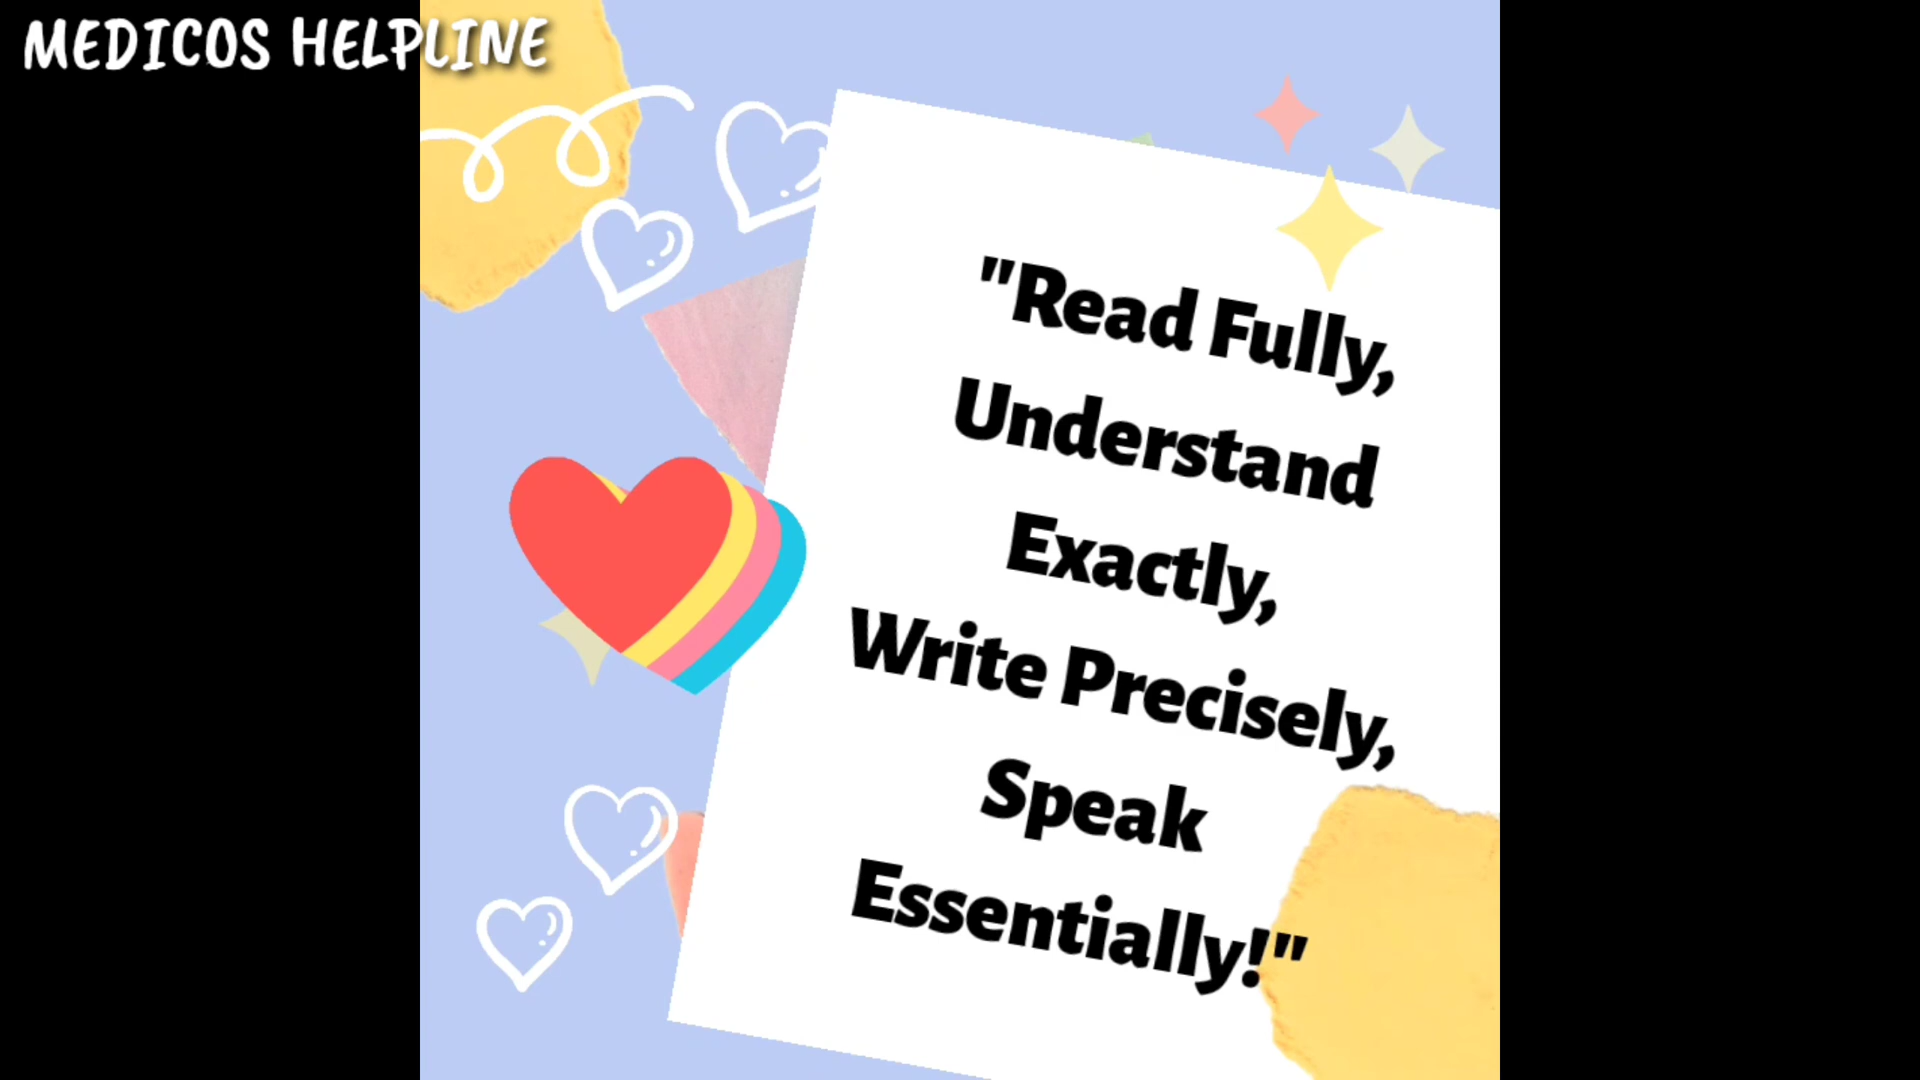 MEDICOS HELPLINE
"Read Fully,
Understand
Exactly,
Write Precisely,
Speak
Essentially!"